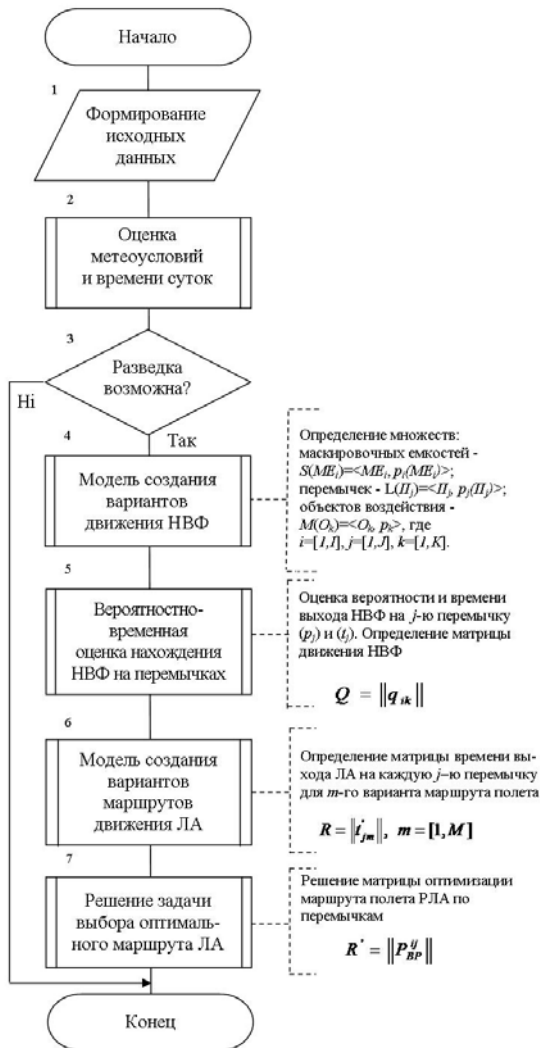 Начало
1
Формирование
исходных
данных
2
Оценка
метеоусловий
и времени суток
3
Разведка
возможна?
Ні
Так
4
Модель создания
вариантов
движения НВФ
Определение множеств:
маскировочных емкостей -
S(МЕi)=<МЕi, pi(МЕi)>;
перемычек - L(Пj)=<Пj, pj(Пj)>;
объектов воздействия -
M(Ok)=<Ok, pk>, где
i=[1,I], j=[1,J], k=[1,K].
5
Вероятностно-
временная
оценка нахождения
НВФ на перемычках
Оценка вероятности и времени
выхода НВФ на j-ю перемычку
(pj) и (tj). Определение матрицы
движения НВФ
Q = ||qik||
6
Модель создания
вариантов
маршрутов
движения ЛА
Определение матрицы времени вы-
хода ЛА на каждую j–ю перемычку
для m-го варианта маршрута полета
R = ||t'jm||, m = [1, M]
7
Решение задачи
выбора оптималь-
ного маршрута ЛА
Решение матрицы оптимизации
маршрута полета РЛА по
перемычкам
R' = ||P ij BP||
Конец